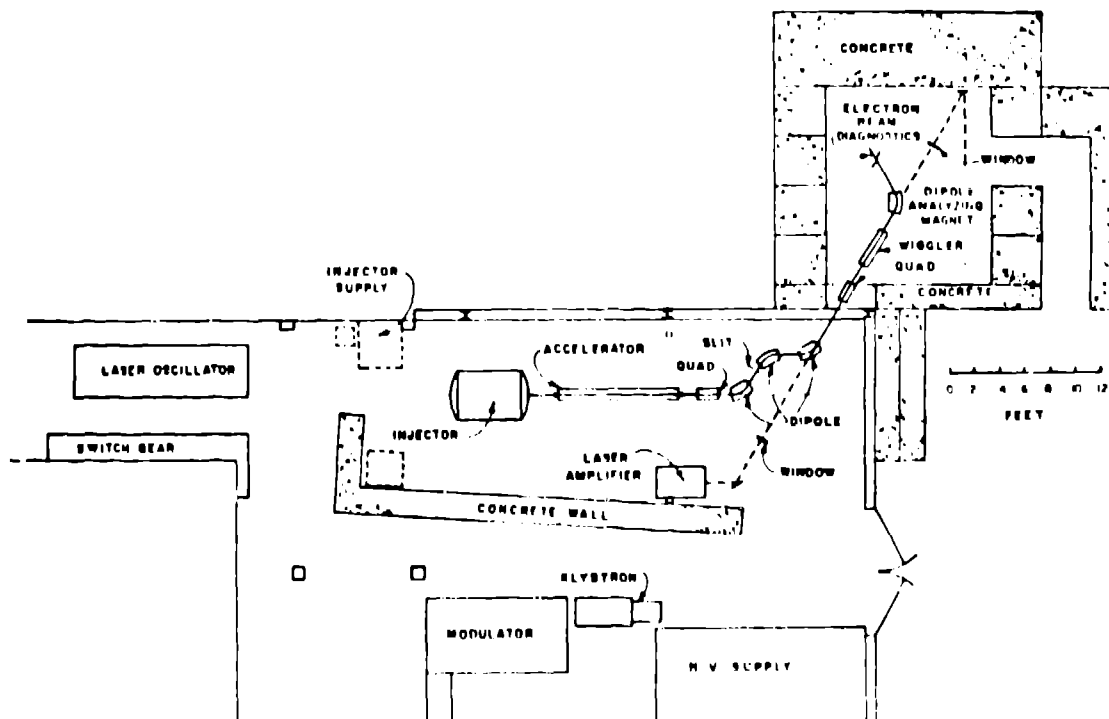 CONCRETE
ELECTRON
BEAM
DIAGNOSTICS
WINDOW
DIPOLE
ANALYZING
MAGNET
WIGGLER
QUAD
CONCRETE
INJECTOR
SUPPLY
LASER OSCILLATOR
ACCELERATOR
SLIT
QUAD
0 2 4 6 8 10 12
FEET
DIPOLE
INJECTOR
SWITCH GEAR
LASER
AMPLIFIER
WINDOW
CONCRETE WALL
KLYSTRON
MODULATOR
H V SUPPLY